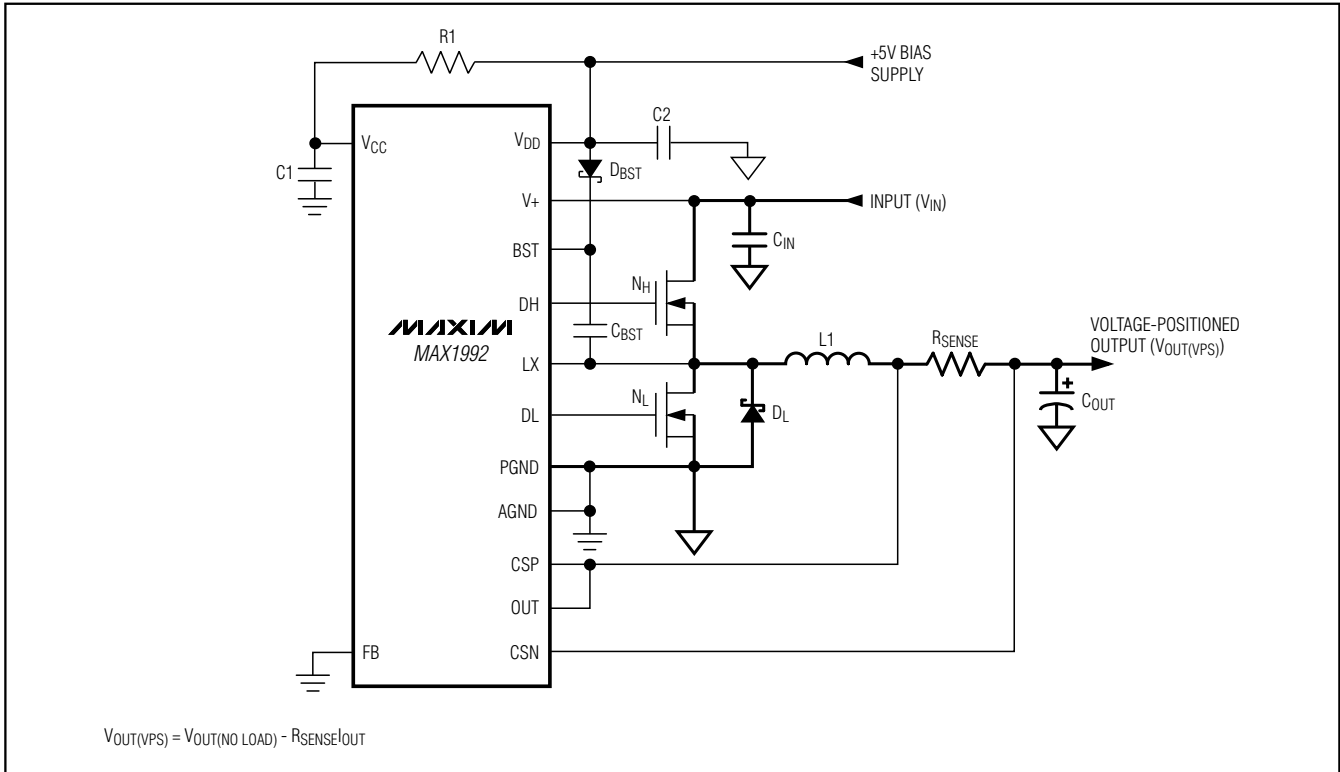 R1
+5V BIAS
SUPPLY
C2
VCC
VDD
C1
DBST
V+
INPUT (VIN)
CIN
BST
NH
DH
MAXIM
MAX1992
CBST
VOLTAGE-POSITIONED
OUTPUT (VOUT(VPS))
L1
RSENSE
LX
NL
DL
DL
COUT
+
PGND
AGND
CSP
OUT
FB
CSN
VOUT(VPS) = VOUT(NO LOAD) - RSENSEIOUT